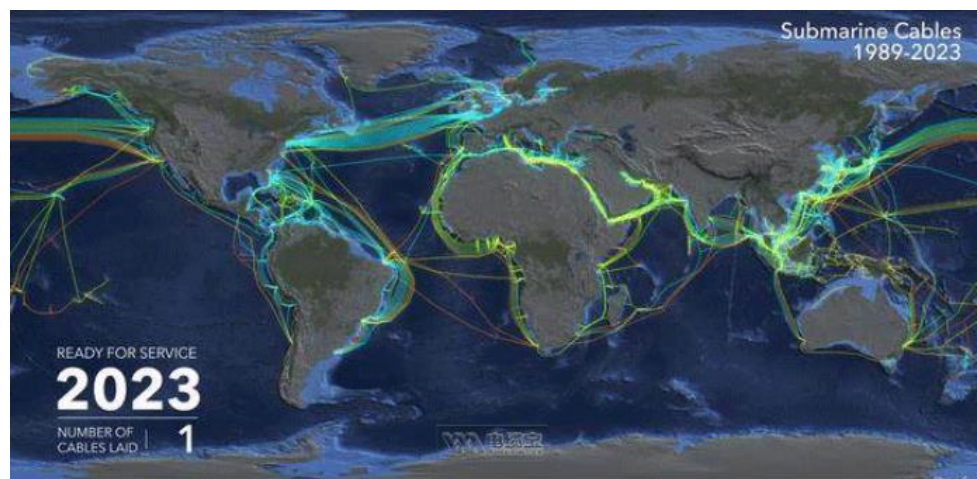 Submarine Cables
1989-2023
READY FOR SERVICE
2023
NUMBER OF
CABLES LAID
1